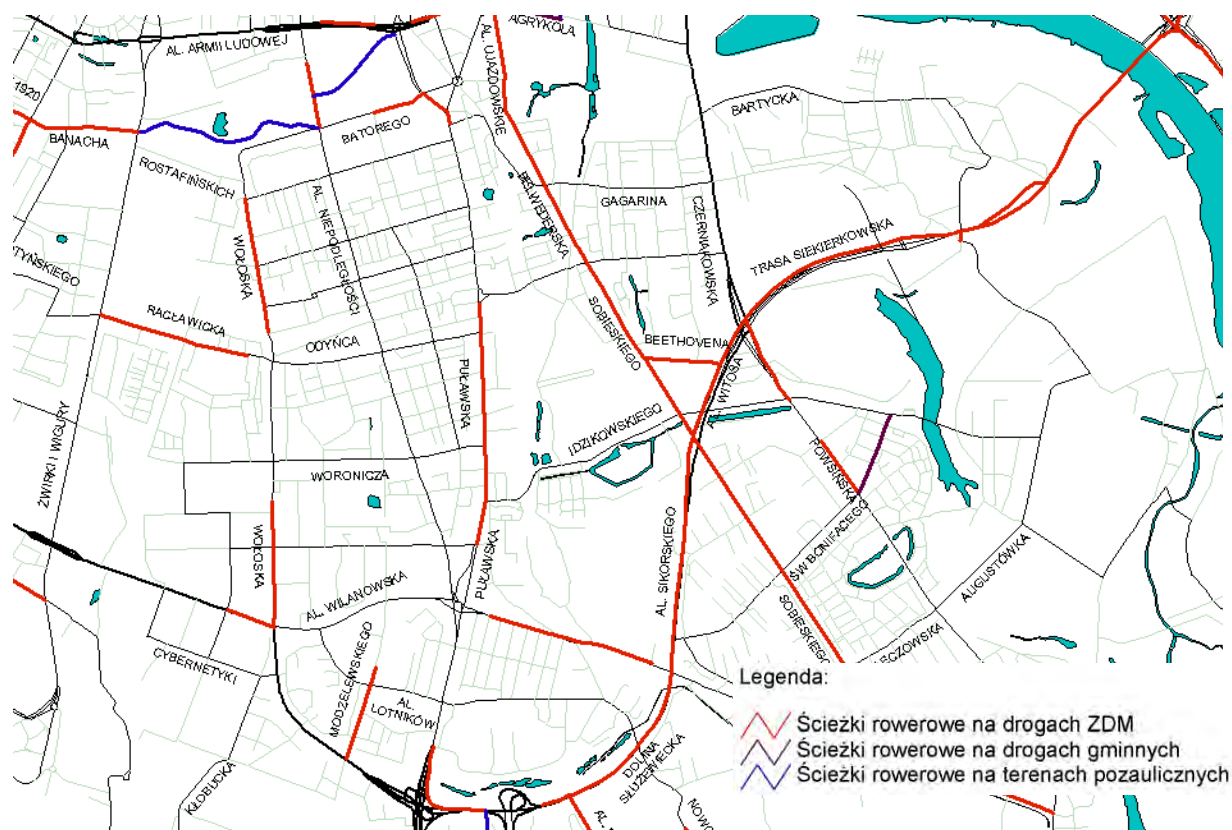 AGRYKOLA
AL. ARMII LUDOWEJ
AL. UJAZDOWSKIE
1920
BARTYCKA
BATOREGO
BANACHA
ROSTAFIŃSKICH
BELWEDERSKA
AL. NIEPODLEGŁOŚCI
GAGARINA
CZERNIAKOWSKA
WOŁOSKA
TYŃSKIEGO
TRASA SIEKIERKOWSKA
RACŁAWICKA
SOBIESKIEGO
ODYŃCA
BEETHOVENA
PUŁAWSKA
WITOSA
IDZIKOWSKIEGO
ŻWIRKI I WIGURY
WORONICZA
POWSIŃSKA
WOŁOSKA
PUŁAWSKA
ŚW.BONIFACEGO
AUGUSTÓWKA
AL. SIKORSKIEGO
AL. WILANOWSKA
SOBIESKIEGO
CYBERNETYKI
MODZELEWSKIEGO
ECZOWSKA
AL.
LOTNIKÓW
DOLINA
SŁUŻEWIECKA
KŁOBUCKA
NOWO
AL.
Legenda:
Ścieżki rowerowe na drogach ZDM
Ścieżki rowerowe na drogach gminnych
Ścieżki rowerowe na terenach pozaulicznych